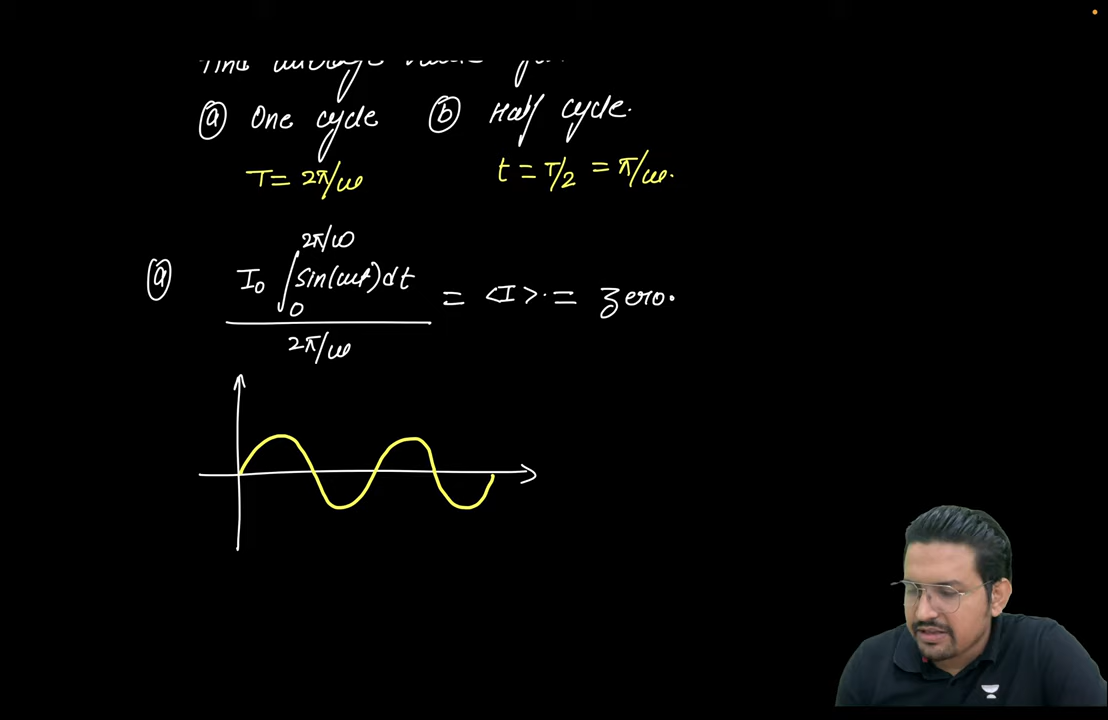 ⓐ One cycle ⓑ Half cycle.
T = 2π/ω t = T/2 = π/ω.
ⓐ I₀ ∫₀^(2π/ω) sin(ωt)dt / (2π/ω) = <I>. = zero.